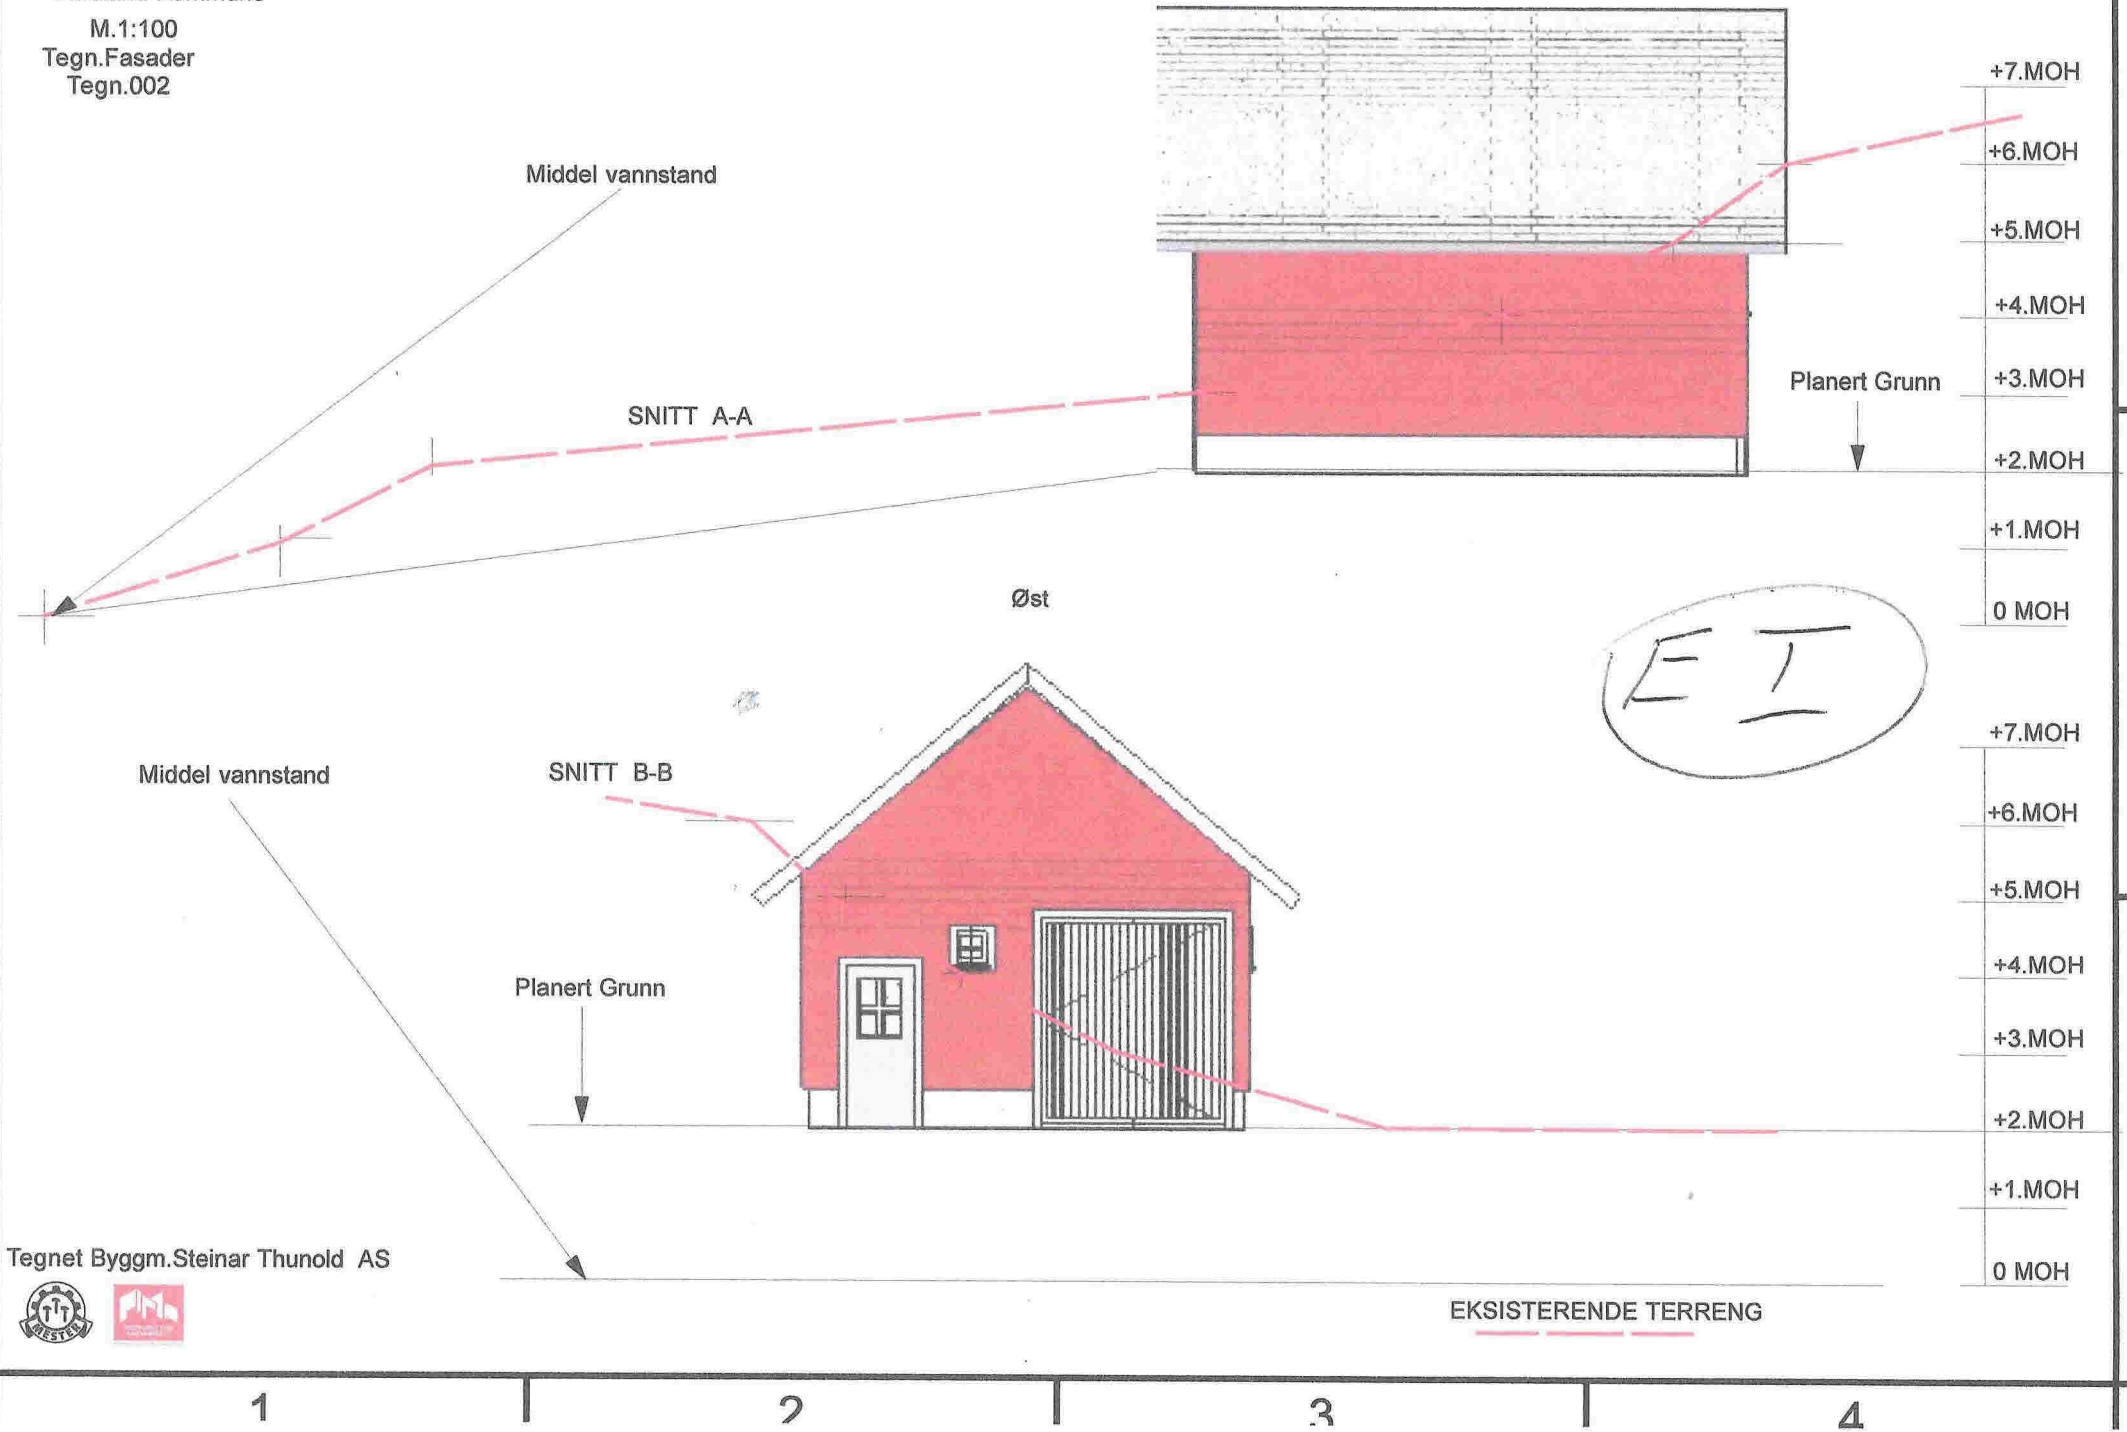 M.1:100
Tegn.Fasader
Tegn.002
Middel vannstand
+7.MOH
+6.MOH
+5.MOH
+4.MOH
SNITT A-A
Planert Grunn
+3.MOH
+2.MOH
+1.MOH
Øst
0 MOH
E I
Middel vannstand
SNITT B-B
+7.MOH
+6.MOH
+5.MOH
Planert Grunn
+4.MOH
+3.MOH
+2.MOH
+1.MOH
Tegnet Byggm.Steinar Thunold AS
0 MOH
MESTER
EKSISTERENDE TERRENG
1 2 3 4